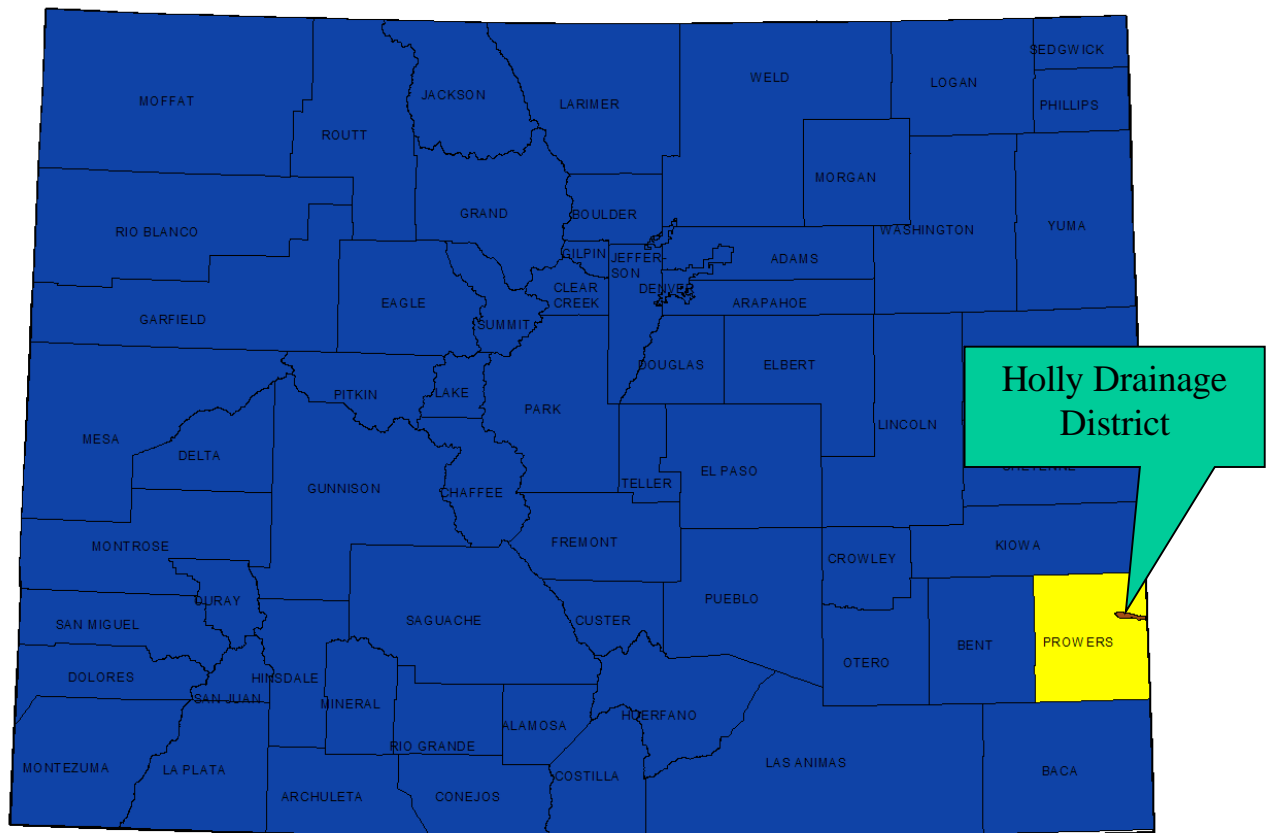 SEDGWICK
WELD
LOGAN
MOFFAT
JACKSON
LARIMER
PHILLIPS
ROUTT
MORGAN
GRAND
BOULDER
RIO BLANCO
WASHINGTON
YUMA
GILPIN
JEFFER-
SON
ADAMS
CLEAR
CREEK
DENVER
EAGLE
ARAPAHOE
GARFIELD
SUMMIT
DOUGLAS
ELBERT
Holly Drainage
District
PITKIN
LAKE
PARK
LINCOLN
MESA
DELTA
CHEYENNE
EL PASO
TELLER
GUNNISON
CHAFFEE
FREMONT
MONTROSE
KIOWA
CROWLEY
OURAY
PUEBLO
SAN MIGUEL
SAGUACHE
CUSTER
PROWERS
BENT
OTERO
DOLORES
HINSDALE
SAN JUAN
MINERAL
HUERFANO
ALAMOSA
RIO GRANDE
LAS ANIMAS
MONTEZUMA
LA PLATA
COSTILLA
BACA
ARCHULETA
CONEJOS